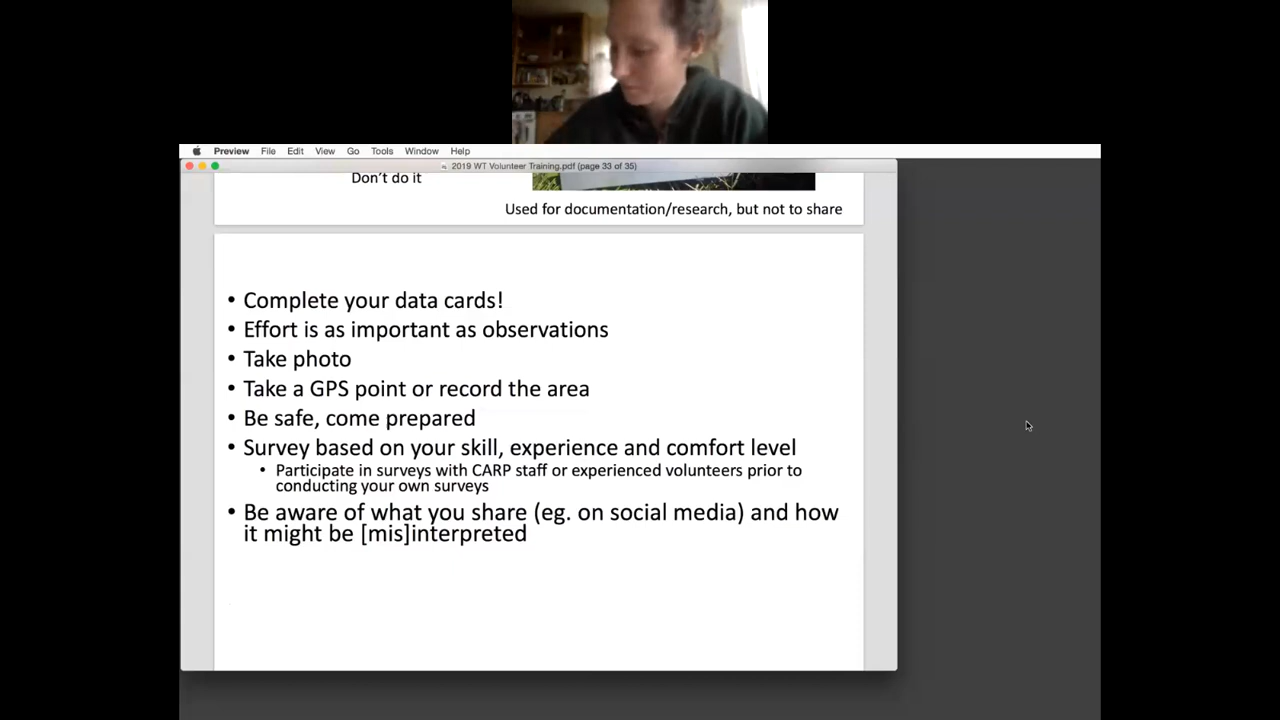 Preview File Edit View Go Tools Window Help
2019 WT Volunteer Training.pdf (page 33 of 35)
Don't do it
Used for documentation/research, but not to share
• Complete your data cards!
• Effort is as important as observations
• Take photo
• Take a GPS point or record the area
• Be safe, come prepared
• Survey based on your skill, experience and comfort level
• Participate in surveys with CARP staff or experienced volunteers prior to
conducting your own surveys
• Be aware of what you share (eg. on social media) and how
it might be [mis]interpreted